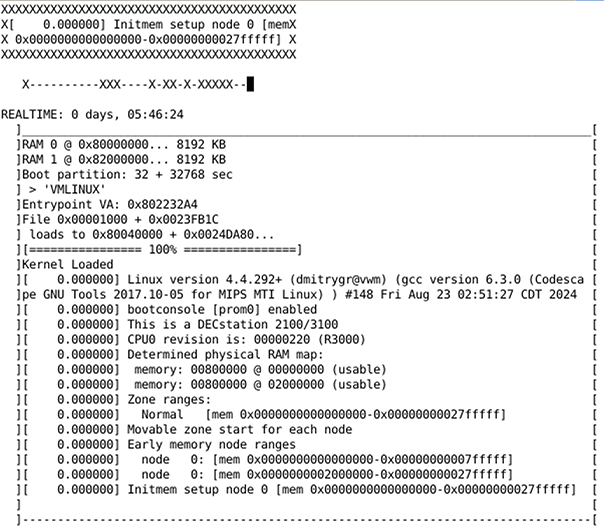 XXXXXXXXXXXXXXXXXXXXXXXXXXXXXXXXXXXXXXXXXX
X[    0.000000] Initmem setup node 0 [memX
X 0x0000000000000000-0x00000000027fffff] X
XXXXXXXXXXXXXXXXXXXXXXXXXXXXXXXXXXXXXXXXXX
   X----------XXX----X-XX-X-XXXXX--
REALTIME: 0 days, 05:46:24
  ]________________________________________________________________________________[
  ]RAM 0 @ 0x80000000... 8192 KB                                                   [
  ]RAM 1 @ 0x82000000... 8192 KB                                                   [
  ]Boot partition: 32 + 32768 sec                                                  [
  ] > 'VMLINUX'                                                                    [
  ]Entrypoint VA: 0x802232A4                                                       [
  ]File 0x00001000 + 0x0023FB1C                                                    [
  ] loads to 0x80040000 + 0x0024DA80...                                            [
  ][================ 100% ================]                                        [
  ]Kernel Loaded                                                                   [
  ][    0.000000] Linux version 4.4.292+ (dmitrygr@vwm) (gcc version 6.3.0 (Codesca [
  ]pe GNU Tools 2017.10-05 for MIPS MTI Linux) ) #148 Fri Aug 23 02:51:27 CDT 2024  [
  ][    0.000000] bootconsole [prom0] enabled                                      [
  ][    0.000000] This is a DECstation 2100/3100                                   [
  ][    0.000000] CPU0 revision is: 00000220 (R3000)                               [
  ][    0.000000] Determined physical RAM map:                                     [
  ][    0.000000]  memory: 00800000 @ 00000000 (usable)                            [
  ][    0.000000]  memory: 00800000 @ 02000000 (usable)                            [
  ][    0.000000] Zone ranges:                                                     [
  ][    0.000000]   Normal   [mem 0x0000000000000000-0x00000000027fffff]           [
  ][    0.000000] Movable zone start for each node                                 [
  ][    0.000000] Early memory node ranges                                         [
  ][    0.000000]   node   0: [mem 0x0000000000000000-0x00000000007fffff]          [
  ][    0.000000]   node   0: [mem 0x0000000002000000-0x00000000027fffff]          [
  ][    0.000000] Initmem setup node 0 [mem 0x0000000000000000-0x00000000027fffff] [
  ]                                                                                [
  ]--------------------------------------------------------------------------------[